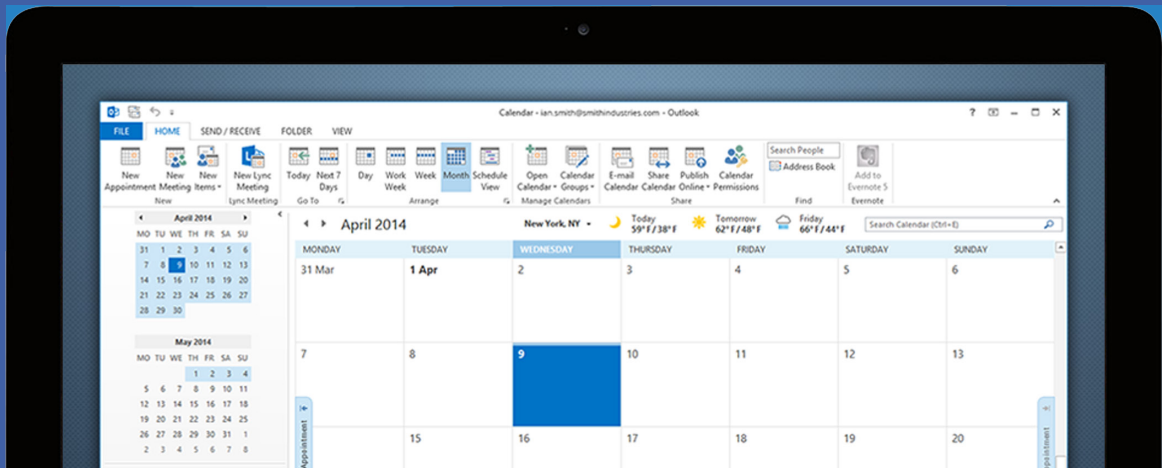 Calendar - ian.smith@smithindustries.com - Outlook
FILE HOME SEND / RECEIVE FOLDER VIEW
New Appointment
New Meeting
New Items
New Lync Meeting
Today
Next 7 Days
Day
Work Week
Week
Month
Schedule View
Open Calendar
Calendar Groups
E-mail Calendar
Share Calendar
Publish Online
Calendar Permissions
Search People
Address Book
Add to Evernote 5
New
Lync Meeting
Go To
Arrange
Manage Calendars
Share
Find
Evernote
April 2014
MO TU WE TH FR SA SU
31 1 2 3 4 5 6
7 8 9 10 11 12 13
14 15 16 17 18 19 20
21 22 23 24 25 26 27
28 29 30
May 2014
MO TU WE TH FR SA SU
1 2 3 4
5 6 7 8 9 10 11
12 13 14 15 16 17 18
19 20 21 22 23 24 25
26 27 28 29 30 31 1
2 3 4 5 6 7 8
April 2014
New York, NY
Today
59°F/38°F
Tomorrow
62°F/48°F
Friday
66°F/44°F
Search Calendar (Ctrl+E)
MONDAY TUESDAY WEDNESDAY THURSDAY FRIDAY SATURDAY SUNDAY
31 Mar 1 Apr 2 3 4 5 6
7 8 9 10 11 12 13
15 16 17 18 19 20
Appointment